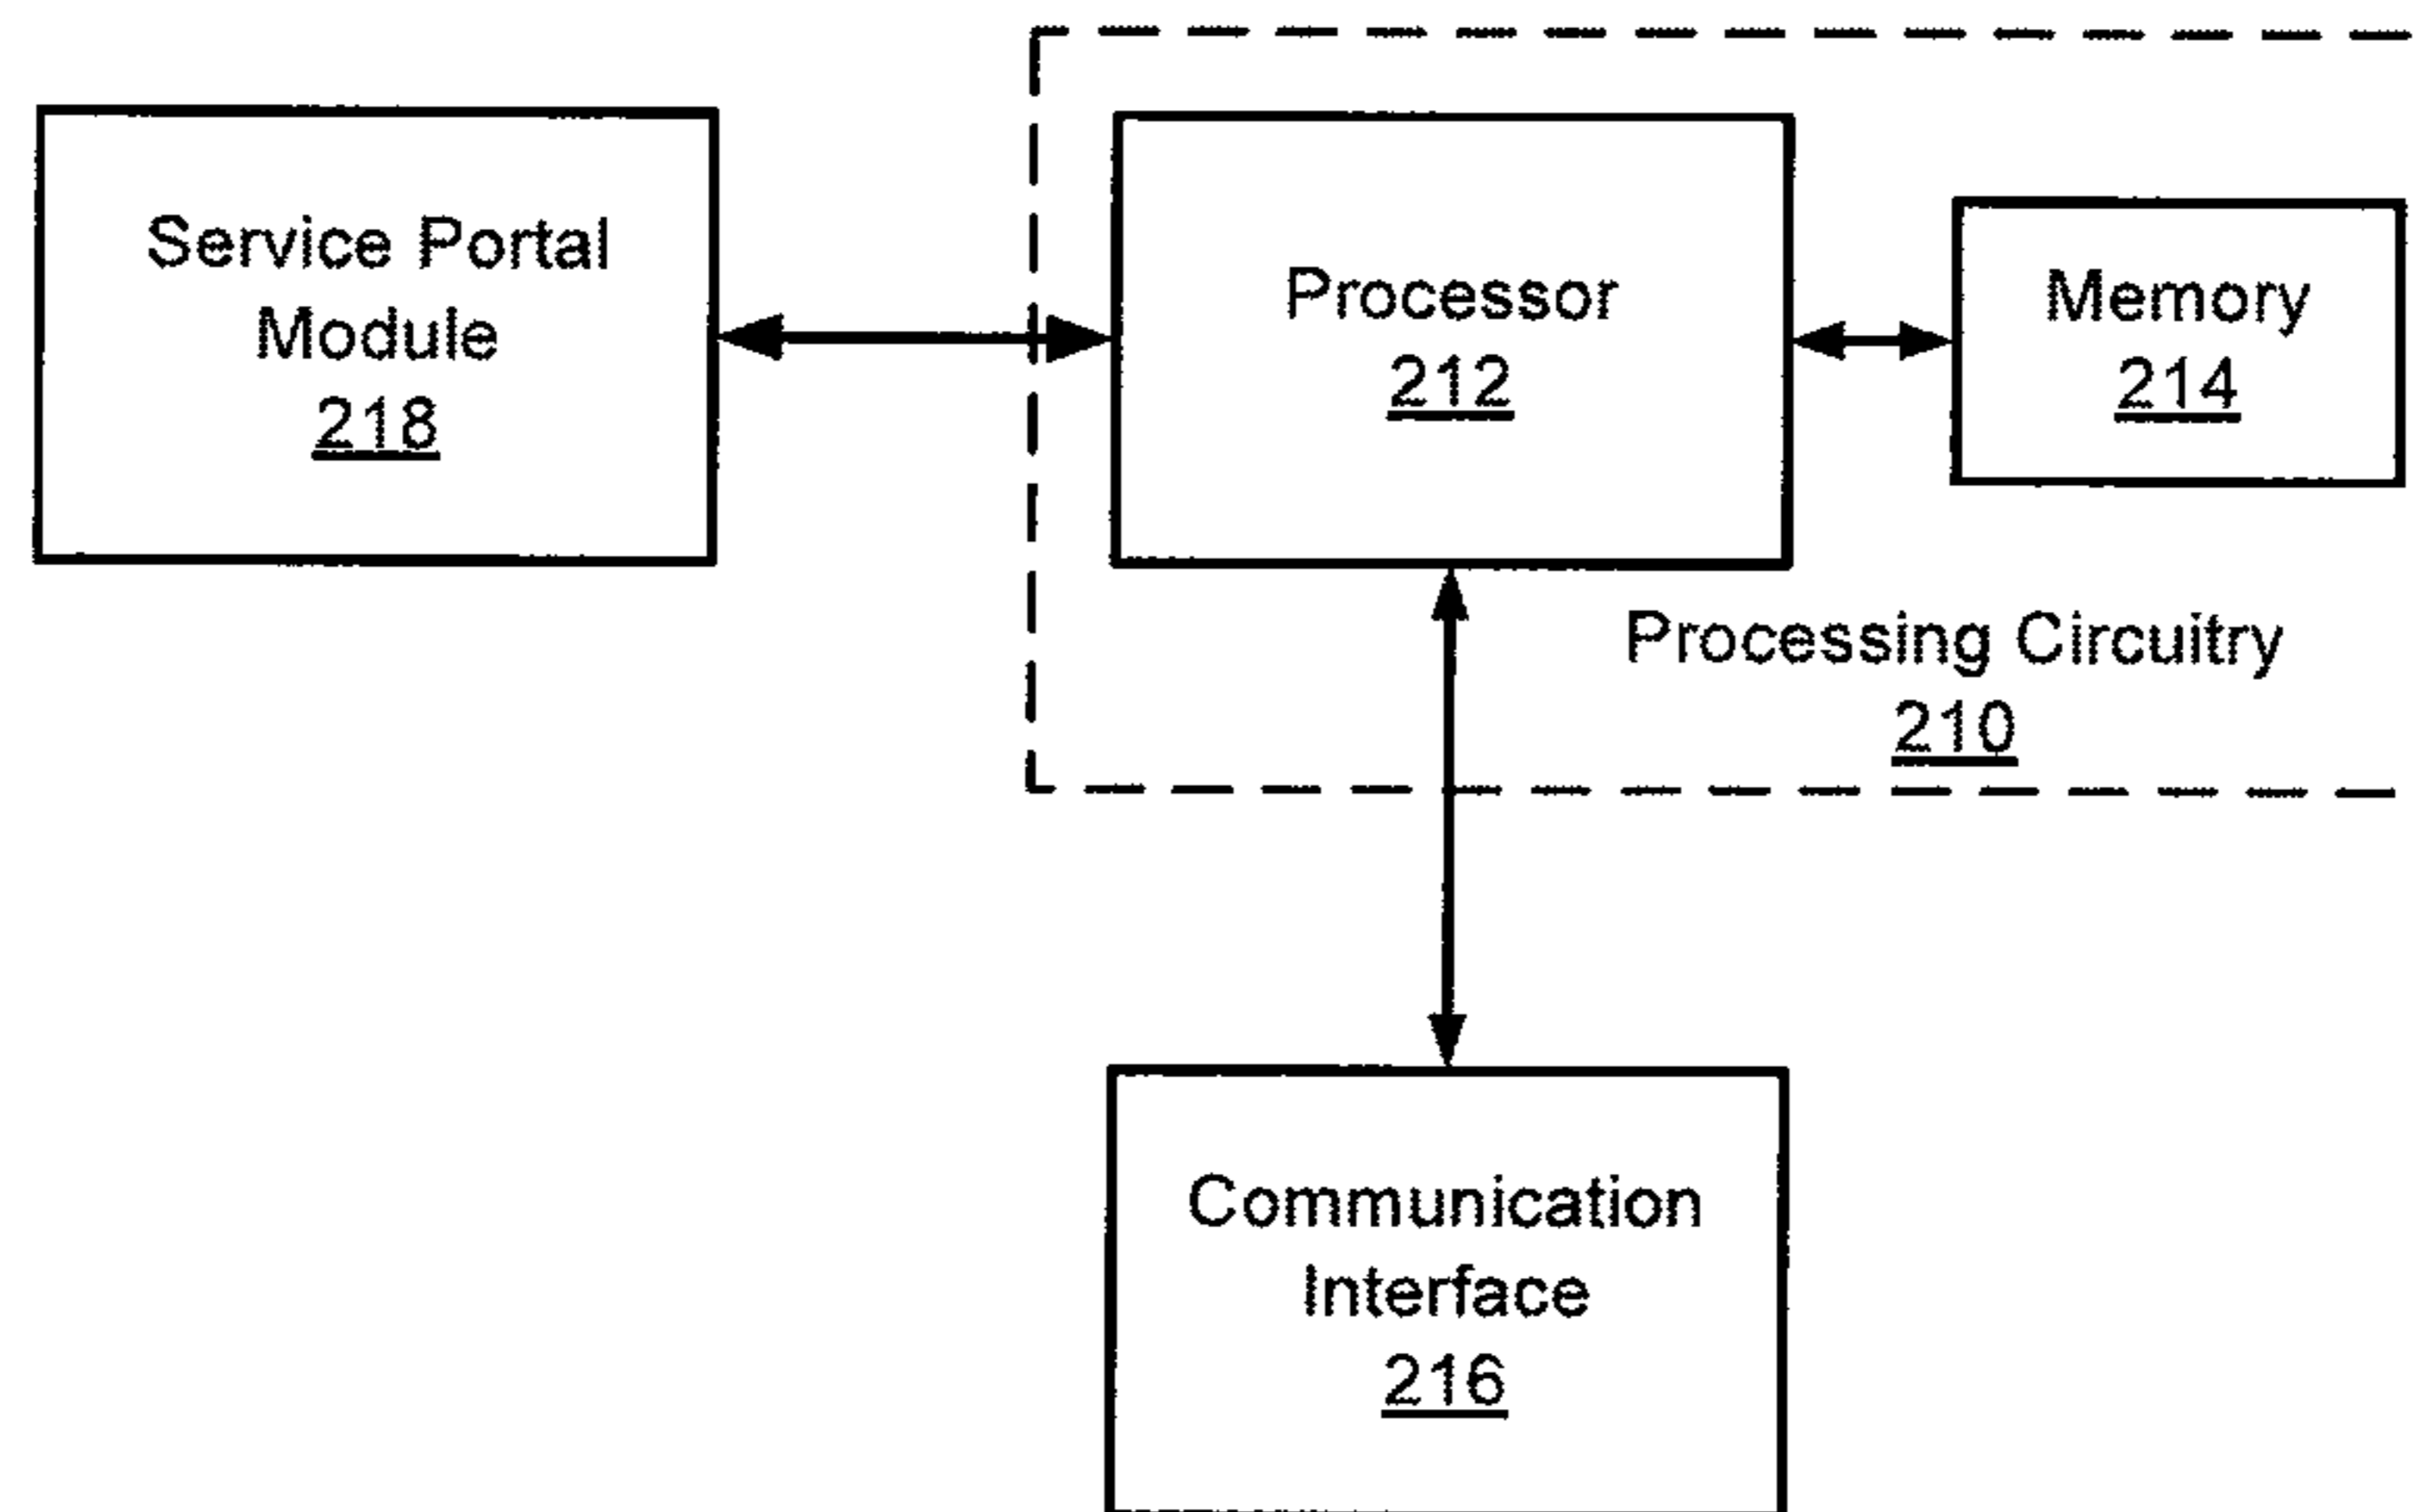 Service Portal
Module
218
Processor
212
Memory
214
Processing Circuitry
210
Communication
Interface
216